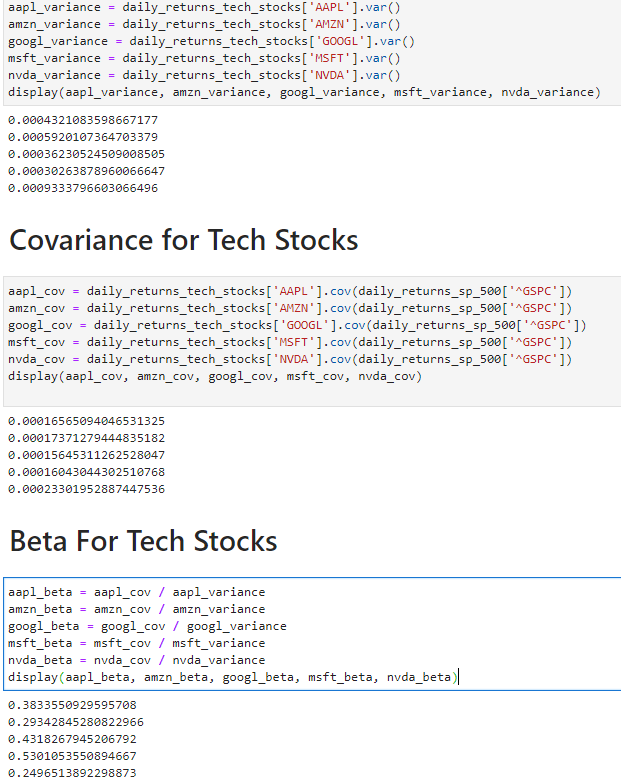 aapl_variance = daily_returns_tech_stocks['AAPL'].var()
amzn_variance = daily_returns_tech_stocks['AMZN'].var()
googl_variance = daily_returns_tech_stocks['GOOGL'].var()
msft_variance = daily_returns_tech_stocks['MSFT'].var()
nvda_variance = daily_returns_tech_stocks['NVDA'].var()
display(aapl_variance, amzn_variance, googl_variance, msft_variance, nvda_variance)
0.0004321083598667177
0.0005920107364703379
0.00036230524509008505
0.00030263878960066647
0.0009333796603066496
Covariance for Tech Stocks
aapl_cov = daily_returns_tech_stocks['AAPL'].cov(daily_returns_sp_500['^GSPC'])
amzn_cov = daily_returns_tech_stocks['AMZN'].cov(daily_returns_sp_500['^GSPC'])
googl_cov = daily_returns_tech_stocks['GOOGL'].cov(daily_returns_sp_500['^GSPC'])
msft_cov = daily_returns_tech_stocks['MSFT'].cov(daily_returns_sp_500['^GSPC'])
nvda_cov = daily_returns_tech_stocks['NVDA'].cov(daily_returns_sp_500['^GSPC'])
display(aapl_cov, amzn_cov, googl_cov, msft_cov, nvda_cov)
0.00016565094046531325
0.00017371279444835182
0.00015645311262528047
0.00016043044302510768
0.00023301952887447536
Beta For Tech Stocks
aapl_beta = aapl_cov / aapl_variance
amzn_beta = amzn_cov / amzn_variance
googl_beta = googl_cov / googl_variance
msft_beta = msft_cov / msft_variance
nvda_beta = nvda_cov / nvda_variance
display(aapl_beta, amzn_beta, googl_beta, msft_beta, nvda_beta)
0.3833550929595708
0.29342845280822966
0.4318267945206792
0.5301053550894667
0.2496513892298873